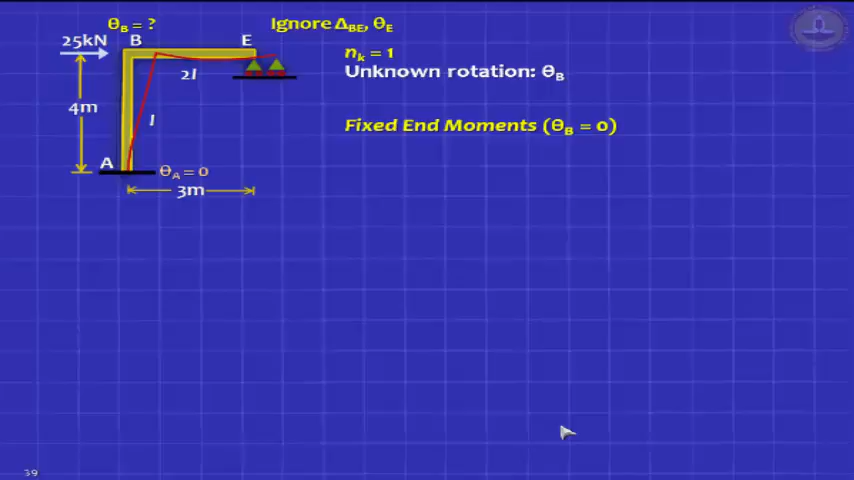 θB = ?
Ignore ΔBE, θE
25kN
B
E
nk = 1
2l
Unknown rotation: θB
4m
l
Fixed End Moments (θB = 0)
A
θA = 0
3m
39